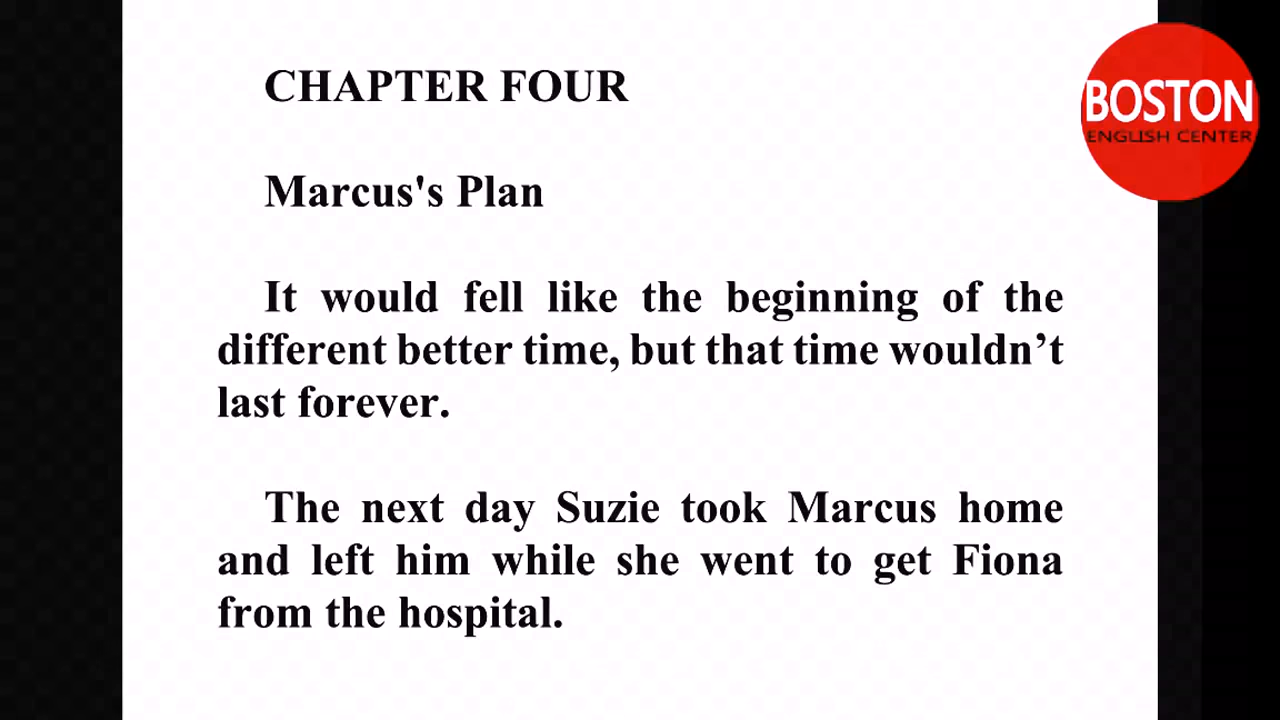 CHAPTER FOUR
BOSTON
ENGLISH CENTER
Marcus's Plan
It would fell like the beginning of the
different better time, but that time wouldn’t
last forever.
The next day Suzie took Marcus home
and left him while she went to get Fiona
from the hospital.